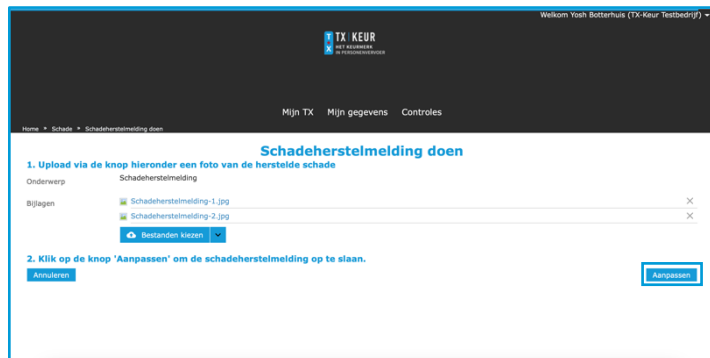 Welkom Yosh Botterhuis (TX-Keur Testbedrijf)
TX KEUR
HET KEURMERK
IN PERSONENVERVOER
Mijn TX Mijn gegevens Controles
Home » Schade » Schadeherstelmelding doen
Schadeherstelmelding doen
1. Upload via de knop hieronder een foto van de herstelde schade
Onderwerp Schadeherstelmelding
Bijlagen Schadeherstelmelding-1.jpg
Schadeherstelmelding-2.jpg
Bestanden kiezen
2. Klik op de knop 'Aanpassen' om de schadeherstelmelding op te slaan.
Annuleren Aanpassen